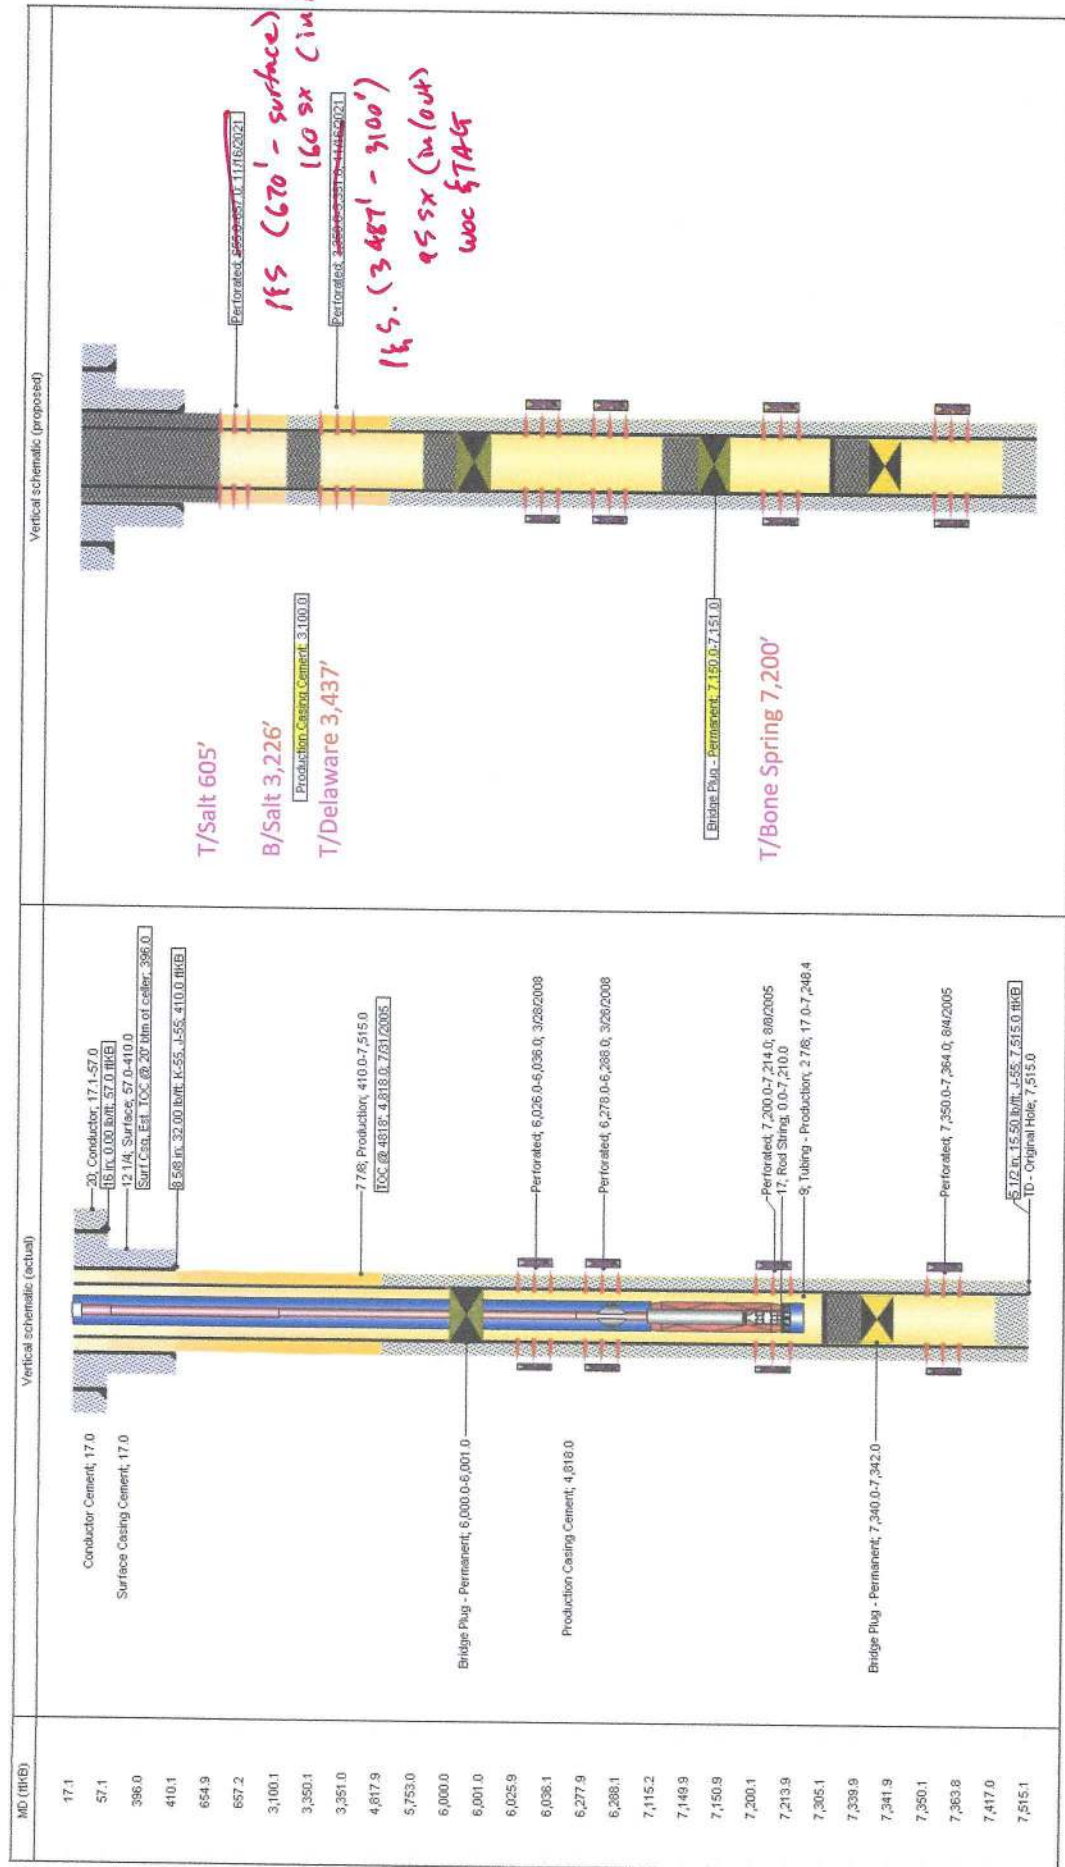 MD (ftKB)
17.1
57.1
396.0
410.1
654.9
657.2
3,100.1
3,350.1
3,351.0
4,817.9
5,753.0
6,000.0
6,001.0
6,025.9
6,036.1
6,277.9
6,288.1
7,115.2
7,149.9
7,150.9
7,200.1
7,213.9
7,305.1
7,339.9
7,341.9
7,350.1
7,363.8
7,417.0
7,515.1
Vertical schematic (actual)
Conductor Cement; 17.0
Surface Casing Cement; 17.0
Bridge Plug - Permanent; 6,000.0-6,001.0
Production Casing Cement; 4,818.0
Bridge Plug - Permanent; 7,340.0-7,342.0
20; Conductor; 17.1-57.0
16 in; 0.00 lb/ft; 57.0 ftKB
12 1/4; Surface; 57.0-410.0
Surf Csg, Est. TOC @ 20' btm of celler; 396.0
8 5/8 in; 32.00 lb/ft; K-55, J-55; 410.0 ftKB
7 7/8; Production; 410.0-7,515.0
TOC @ 4818'; 4,818.0; 7/31/2005
Perforated; 6,026.0-6,036.0; 3/28/2008
Perforated; 6,278.0-6,288.0; 3/26/2008
Perforated; 7,200.0-7,214.0; 8/8/2005
17; Rod String; 0.0-7,210.0
9; Tubing - Production; 2 7/8; 17.0-7,248.4
Perforated; 7,350.0-7,364.0; 8/4/2005
5 1/2 in; 15.50 lb/ft; J-55; 7,515.0 ftKB
TD - Original Hole; 7,515.0
Vertical schematic (proposed)
T/Salt 605'
B/Salt 3,226'
Production Casing Cement; 3,100.0
T/Delaware 3,437'
Bridge Plug - Permanent; 7,150.0-7,151.0
T/Bone Spring 7,200'
Perforated; 655.0-657.0; 11/16/2021
P&S (670' - surface)
160 sx (in
Perforated; 3,350.0-3,351.0; 11/16/2021
P&S. (3487' - 3100')
95 sx (in/out)
WOC & TAG